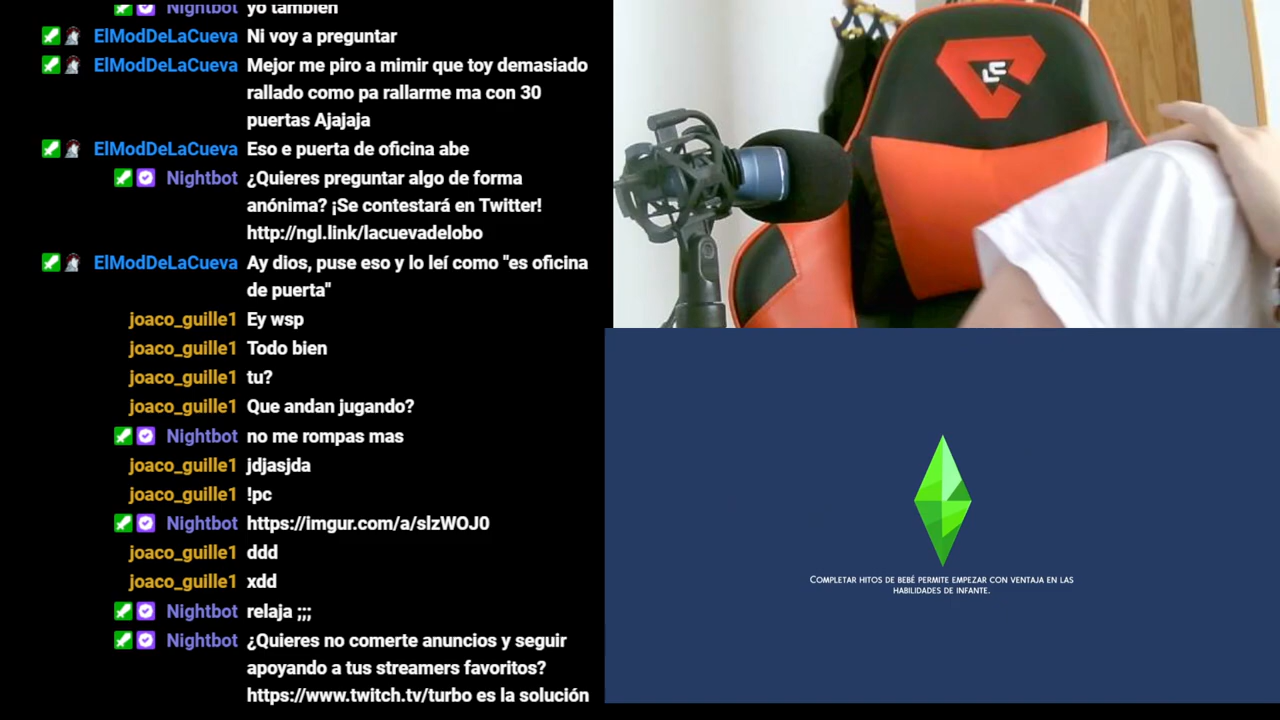 Nightbot yo también
ElModDeLaCueva Ni voy a preguntar
ElModDeLaCueva Mejor me piro a mimir que toy demasiado
rallado como pa rallarme ma con 30
puertas Ajajaja
ElModDeLaCueva Eso e puerta de oficina abe
Nightbot ¿Quieres preguntar algo de forma
anónima? ¡Se contestará en Twitter!
http://ngl.link/lacuevadelobo
ElModDeLaCueva Ay dios, puse eso y lo leí como "es oficina
de puerta"
joaco_guille1 Ey wsp
joaco_guille1 Todo bien
joaco_guille1 tu?
joaco_guille1 Que andan jugando?
Nightbot no me rompas mas
joaco_guille1 jdjasjda
joaco_guille1 !pc
Nightbot https://imgur.com/a/slzWOJ0
joaco_guille1 ddd
joaco_guille1 xdd
Nightbot relaja ;;;
Nightbot ¿Quieres no comerte anuncios y seguir
apoyando a tus streamers favoritos?
https://www.twitch.tv/turbo es la solución
Completar hitos de bebé permite empezar con ventaja en las
habilidades de infante.